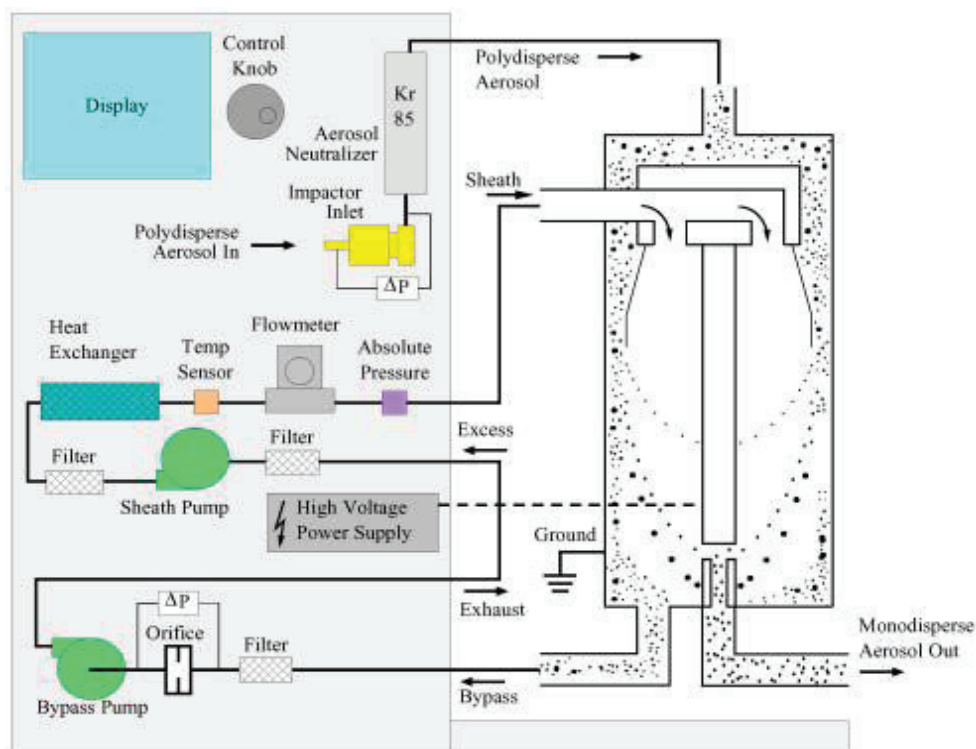 Display
Control
Knob
Kr
85
Aerosol
Neutralizer
Polydisperse
Aerosol
Impactor
Inlet
Sheath
Polydisperse
Aerosol In
ΔP
Heat
Exchanger
Temp
Sensor
Flowmeter
Absolute
Pressure
Excess
Filter
Filter
Sheath Pump
High Voltage
Power Supply
Ground
ΔP
Exhaust
Orifice
Filter
Bypass Pump
Bypass
Monodisperse
Aerosol Out